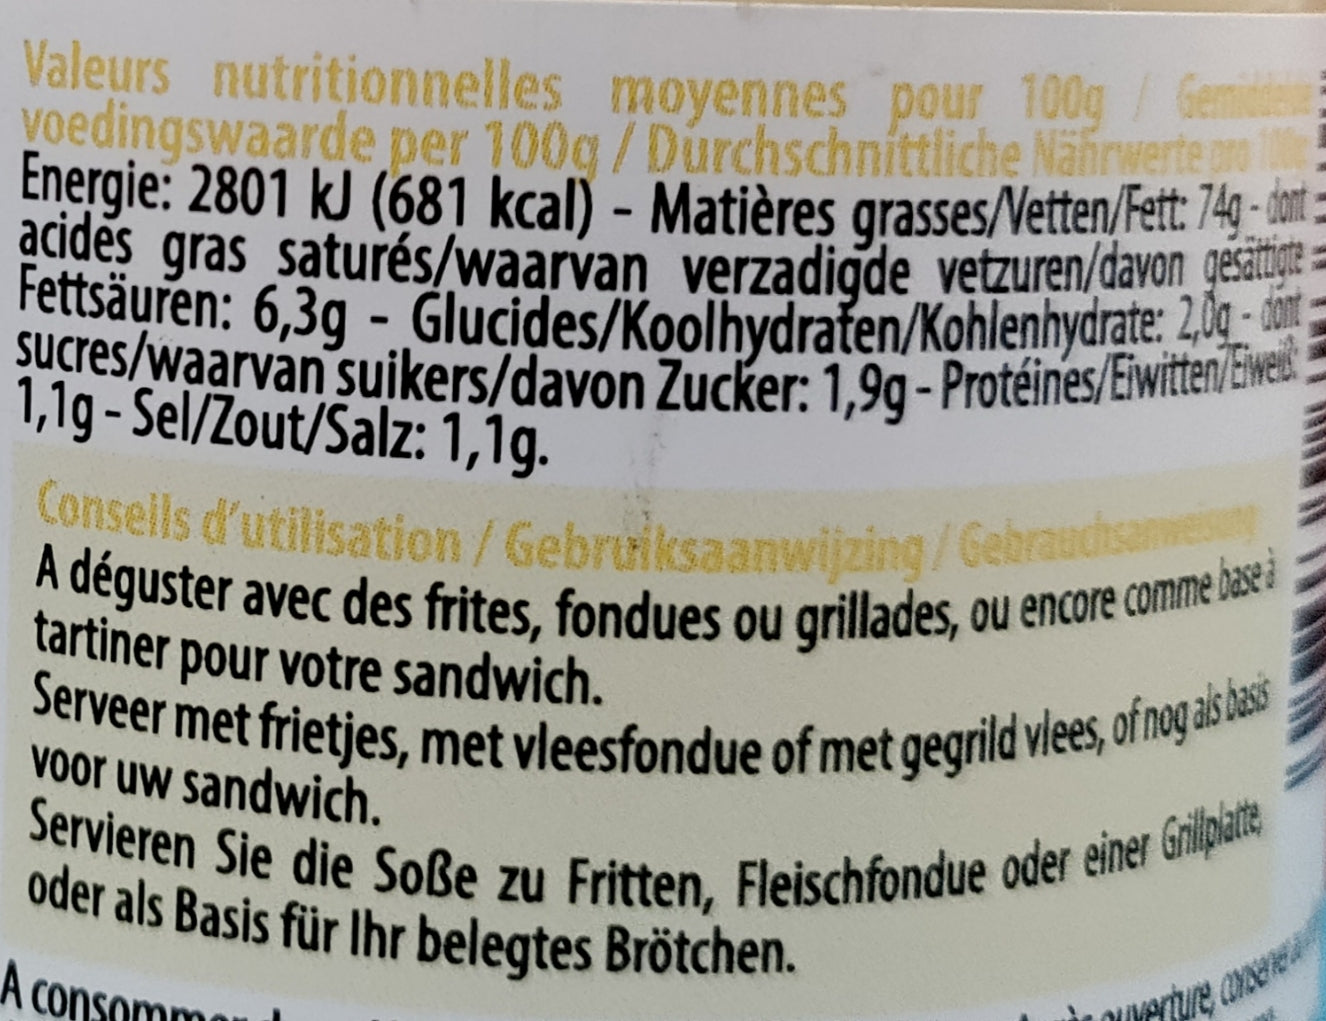 Valeurs nutritionnelles moyennes pour 100g / Gemiddelde
voedingswaarde per 100g / Durchschnittliche Nährwerte pro 100g
Energie: 2801 kJ (681 kcal) - Matières grasses/Vetten/Fett: 74g - dont
acides gras saturés/waarvan verzadigde vetzuren/davon gesättigte
Fettsäuren: 6,3g - Glucides/Koolhydraten/Kohlenhydrate: 2,0g - dont
sucres/waarvan suikers/davon Zucker: 1,9g - Protéines/Eiwitten/Eiweiß:
1,1g - Sel/Zout/Salz: 1,1g.
Conseils d'utilisation / Gebruiksaanwijzing / Gebrauchsanweisung
A déguster avec des frites, fondues ou grillades, ou encore comme base à
tartiner pour votre sandwich.
Serveer met frietjes, met vleesfondue of met gegrild vlees, of nog als basis
voor uw sandwich.
Servieren Sie die Soße zu Fritten, Fleischfondue oder einer Grillplatte,
oder als Basis für Ihr belegtes Brötchen.
A consommer ouverture,